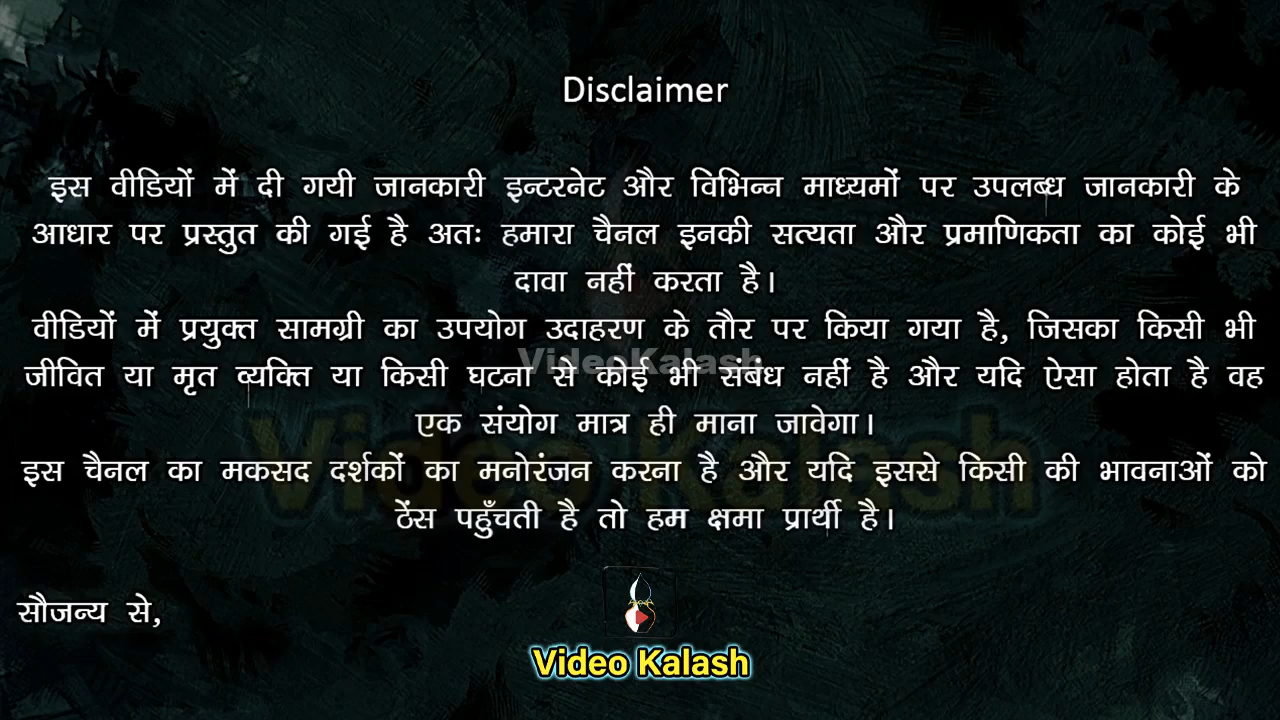 Disclaimer
इस वीडियों में दी गयी जानकारी इन्टरनेट और विभिन्न माध्यमों पर उपलब्ध जानकारी के
आधार पर प्रस्तुत की गई है अतः हमारा चैनल इनकी सत्यता और प्रमाणिकता का कोई भी
दावा नहीं करता है।
वीडियों में प्रयुक्त सामग्री का उपयोग उदाहरण के तौर पर किया गया है, जिसका किसी भी
VideoKalash
जीवित या मृत व्यक्ति या किसी घटना से कोई भी संबंध नहीं है और यदि ऐसा होता है वह
एक संयोग मात्र ही माना जावेगा।
Video Kalash
इस चैनल का मकसद दर्शकों का मनोरंजन करना है और यदि इससे किसी की भावनाओं को
ठेंस पहुँचती है तो हम क्षमा प्रार्थी है।
सौजन्य से,
Video Kalash